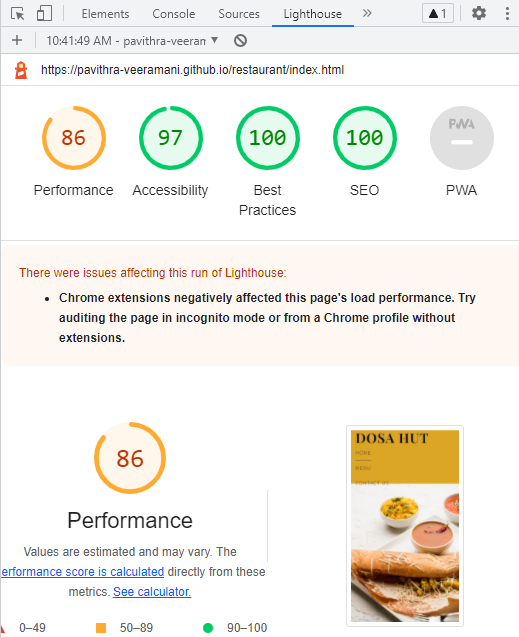 Elements Console Sources Lighthouse 1
10:41:49 AM - pavithra-veeram
https://pavithra-veeramani.github.io/restaurant/index.html
86 97 100 100 PWA
Performance Accessibility Best Practices SEO PWA
There were issues affecting this run of Lighthouse:
• Chrome extensions negatively affected this page's load performance. Try
auditing the page in incognito mode or from a Chrome profile without
extensions.
86
Performance
Values are estimated and may vary. The
erformance score is calculated directly from these
metrics. See calculator.
0–49 50–89 90–100
DOSA HUT
HOME
MENU
CONTACT US